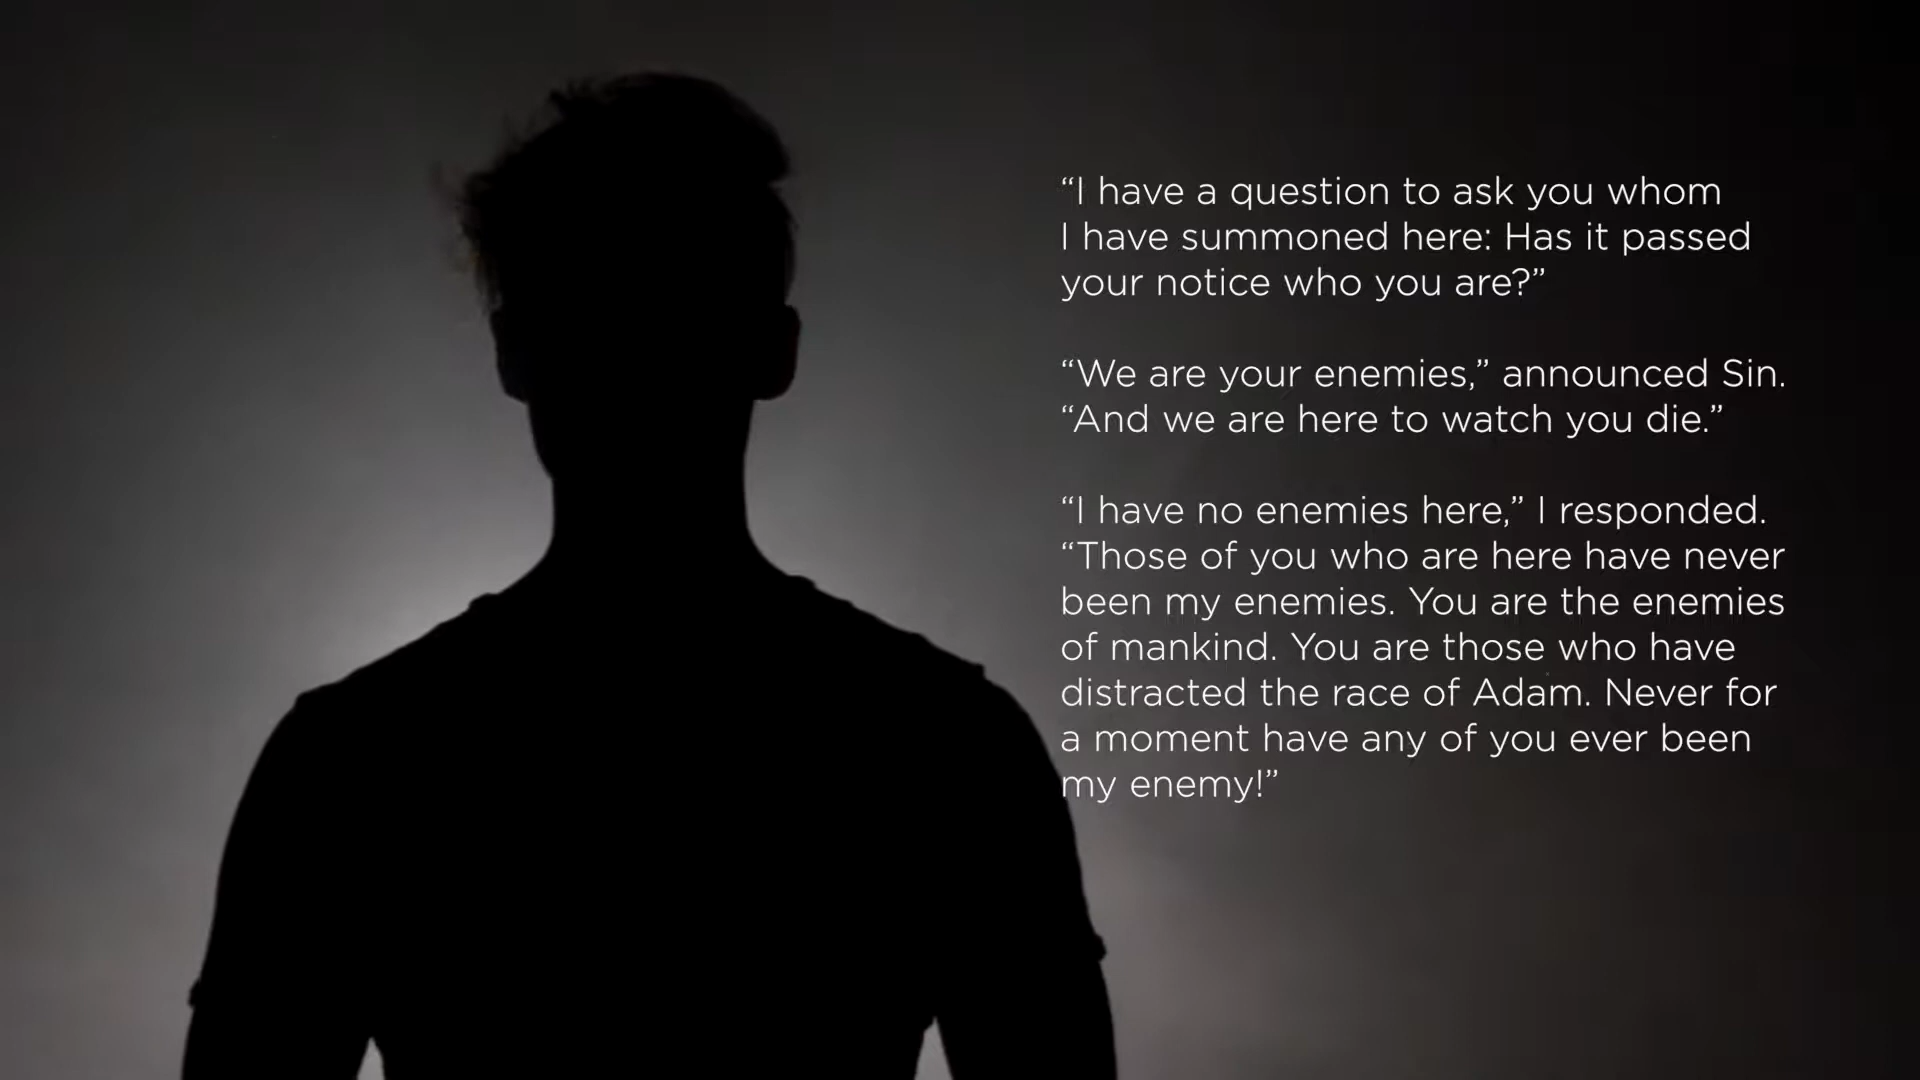 “I have a question to ask you whom
I have summoned here: Has it passed
your notice who you are?”
“We are your enemies,” announced Sin.
“And we are here to watch you die.”
“I have no enemies here,” I responded.
“Those of you who are here have never
been my enemies. You are the enemies
of mankind. You are those who have
distracted the race of Adam. Never for
a moment have any of you ever been
my enemy!”